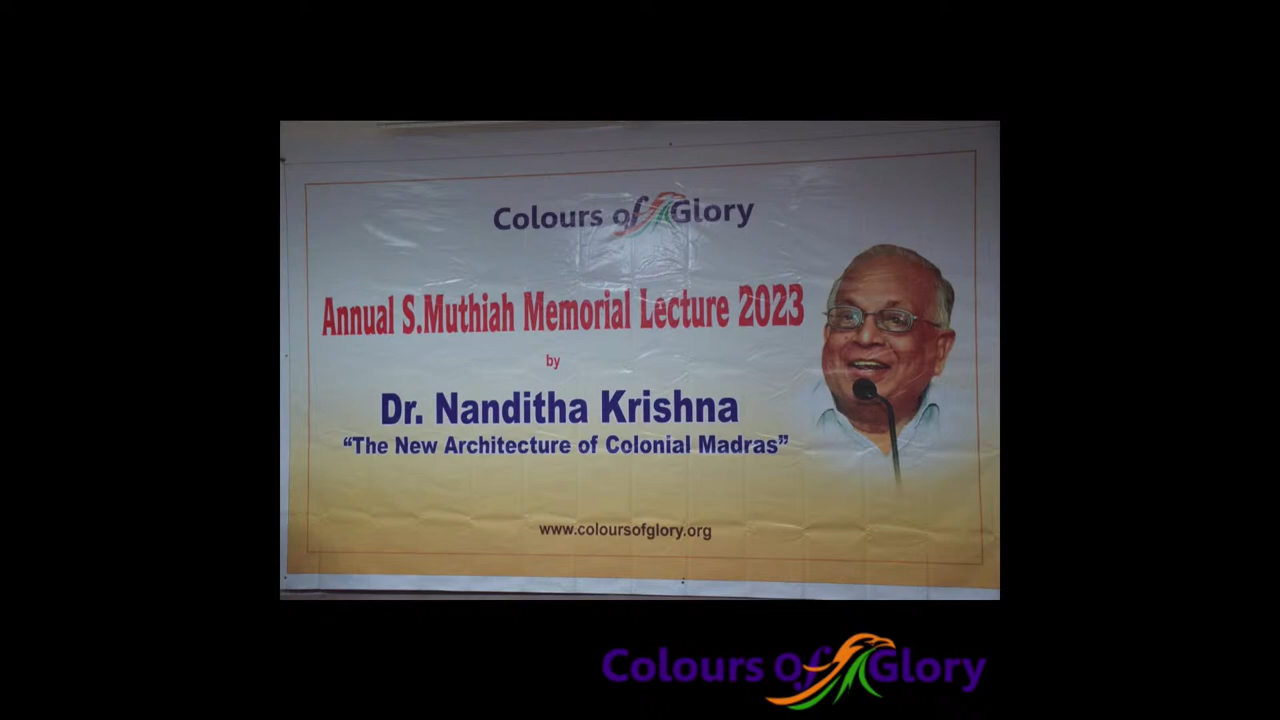 Colours of Glory
Annual S.Muthiah Memorial Lecture 2023
by
Dr. Nanditha Krishna
“The New Architecture of Colonial Madras”
www.coloursofglory.org
Colours of Glory